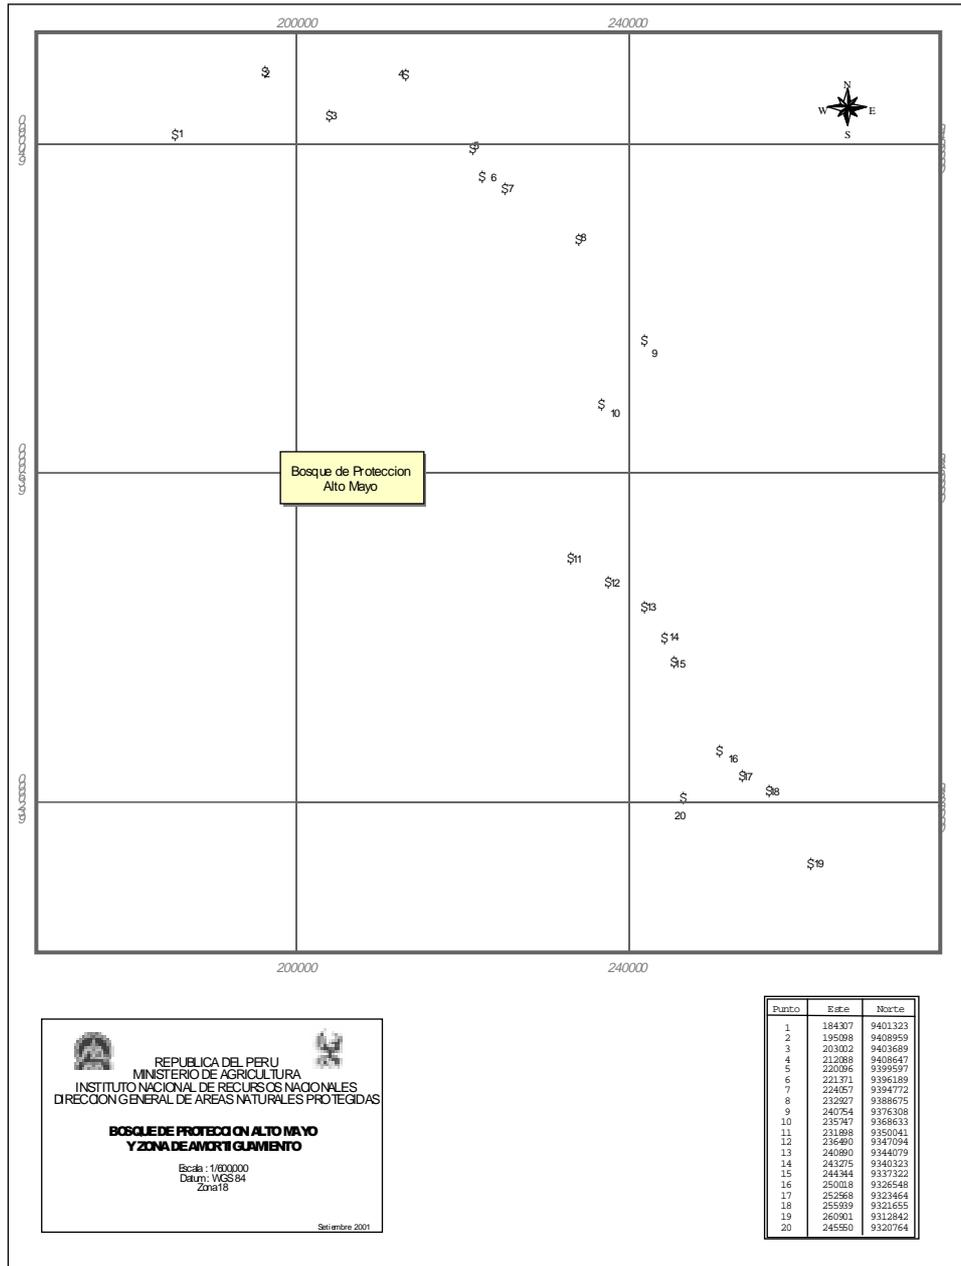 200000 240000
N
W E
S
$2
4$
$3
$1
$5
$ 6
$7
$8
$
9
$
10
Bosque de Proteccion
Alto Mayo
$11
$12
$13
$14
$15
$
16
$17
$18
$
20
$19
200000 240000
REPUBLICA DEL PERU
MINISTERIO DE AGRICULTURA
INSTITUTO NACIONAL DE RECURSOS NACIONALES
DIRECCION GENERAL DE AREAS NATURALES PROTEGIDAS
BOSQUE DE PROTECCION ALTO MAYO
Y ZONA DE AMORTIGUAMIENTO
Escala : 1/600000
Datum : WGS 84
Zona 18
Setiembre 2001
Punto Este Norte
1 184307 9401323
2 195098 9408959
3 203002 9403689
4 212088 9408647
5 220096 9399597
6 221371 9396189
7 224057 9394772
8 232927 9388675
9 240754 9376308
10 235747 9368633
11 231898 9350041
12 236490 9347094
13 240890 9344079
14 243275 9340323
15 244344 9337322
16 250018 9326548
17 252568 9323464
18 255939 9321655
19 260901 9312842
20 245550 9320764